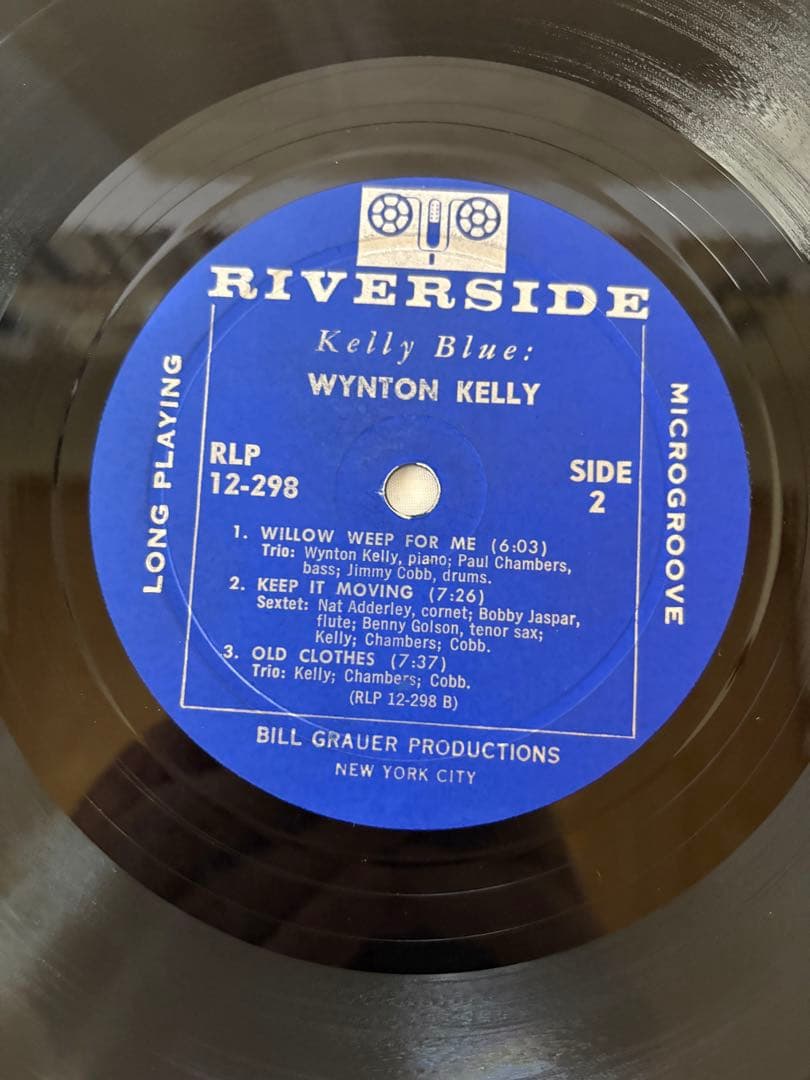 RIVERSIDE
Kelly Blue:
WYNTON KELLY
LONG PLAYING
MICROGROOVE
RLP
12-298
SIDE
2
1. WILLOW WEEP FOR ME (6:03)
Trio: Wynton Kelly, piano; Paul Chambers,
bass; Jimmy Cobb, drums.
2. KEEP IT MOVING (7:26)
Sextet: Nat Adderley, cornet; Bobby Jaspar,
flute; Benny Golson, tenor sax;
Kelly; Chambers; Cobb.
3. OLD CLOTHES (7:37)
Trio: Kelly; Chambers; Cobb.
(RLP 12-298 B)
BILL GRAUER PRODUCTIONS
NEW YORK CITY